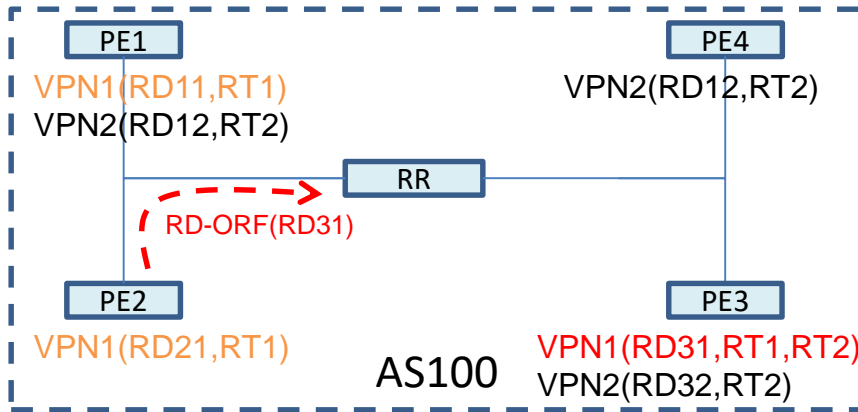 PE1
PE4
VPN1(RD11,RT1)
VPN2(RD12,RT2)
VPN2(RD12,RT2)
RR
RD-ORF(RD31)
PE2
PE3
VPN1(RD21,RT1)
VPN1(RD31,RT1,RT2)
AS100
VPN2(RD32,RT2)